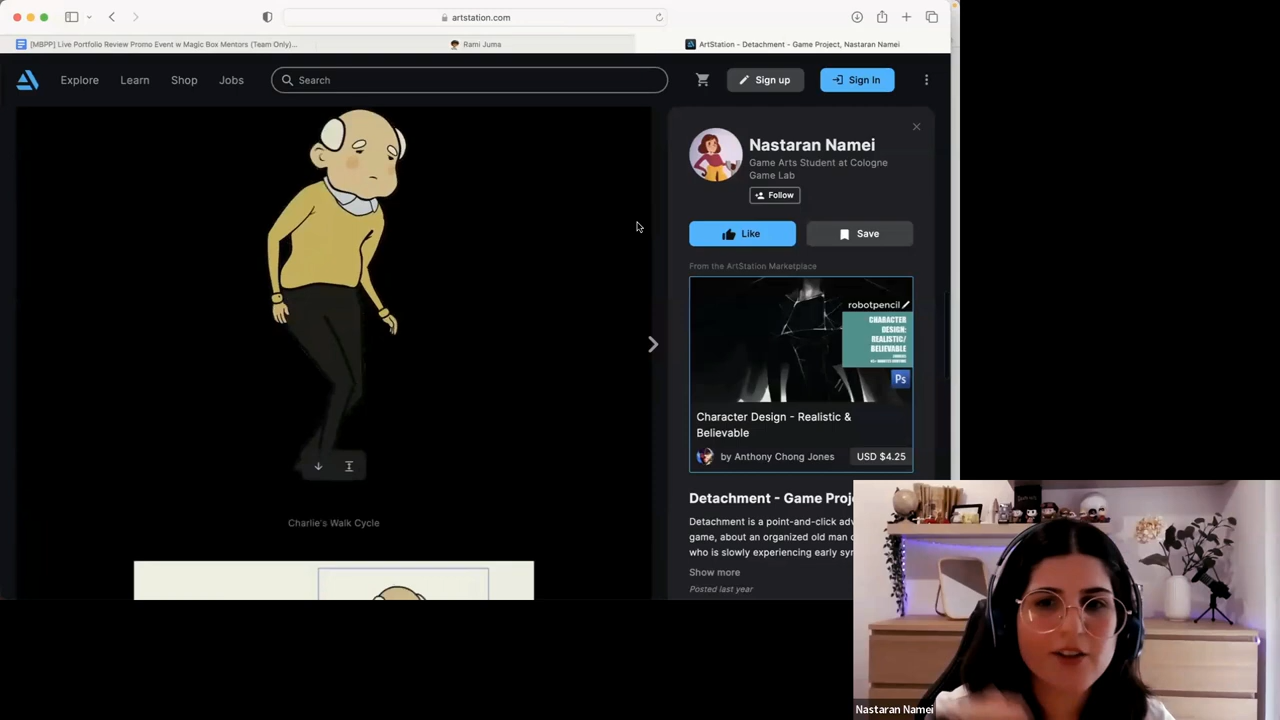 artstation.com
[MBPP] Live Portfolio Review Promo Event w Magic Box Mentors (Team Only)...
Rami Juma
ArtStation - Detachment - Game Project, Nastaran Namei
Explore
Learn
Shop
Jobs
Search
Sign up
Sign In
Nastaran Namei
Game Arts Student at Cologne
Game Lab
Follow
Like
Save
From the ArtStation Marketplace
robotpencil
CHARACTER
DESIGN:
REALISTIC/
BELIEVABLE
Ps
Character Design - Realistic &
Believable
by Anthony Chong Jones
USD $4.25
Charlie's Walk Cycle
Detachment - Game Proje
Detachment is a point-and-click adv
game, about an organized old man
who is slowly experiencing early
Show more
Posted last year
Nastaran Namei